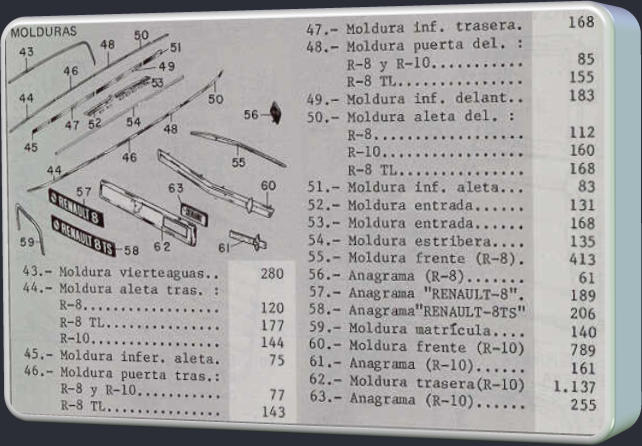 MOLDURAS
43
48
50
51
49
53
50
44
46
47
52
54
48
45
46
44
56
55
57
RENAULT 8
63
60
59
RENAULT 8TS
58
62
61
43.- Moldura vierteaguas.. 280
44.- Moldura aleta tras. :
R-8............... 120
R-8 TL............ 177
R-10.............. 144
45.- Moldura infer. aleta. 75
46.- Moldura puerta tras.:
R-8 y R-10.......... 77
R-8 TL............. 143
47.- Moldura inf. trasera. 168
48.- Moldura puerta del. :
R-8 y R-10........... 85
R-8 TL............... 155
49.- Moldura inf. delant.. 183
50.- Moldura aleta del. :
R-8................. 112
R-10................ 160
R-8 TL.............. 168
51.- Moldura inf. aleta... 83
52.- Moldura entrada...... 131
53.- Moldura entrada...... 168
54.- Moldura estribera.... 135
55.- Moldura frente (R-8). 413
56.- Anagrama (R-8)....... 61
57.- Anagrama "RENAULT-8". 189
58.- Anagrama"RENAULT-8TS" 206
59.- Moldura matrícula.... 140
60.- Moldura frente (R-10) 789
61.- Anagrama (R-10)...... 161
62.- Moldura trasera(R-10) 1.137
63.- Anagrama (R-10)...... 255